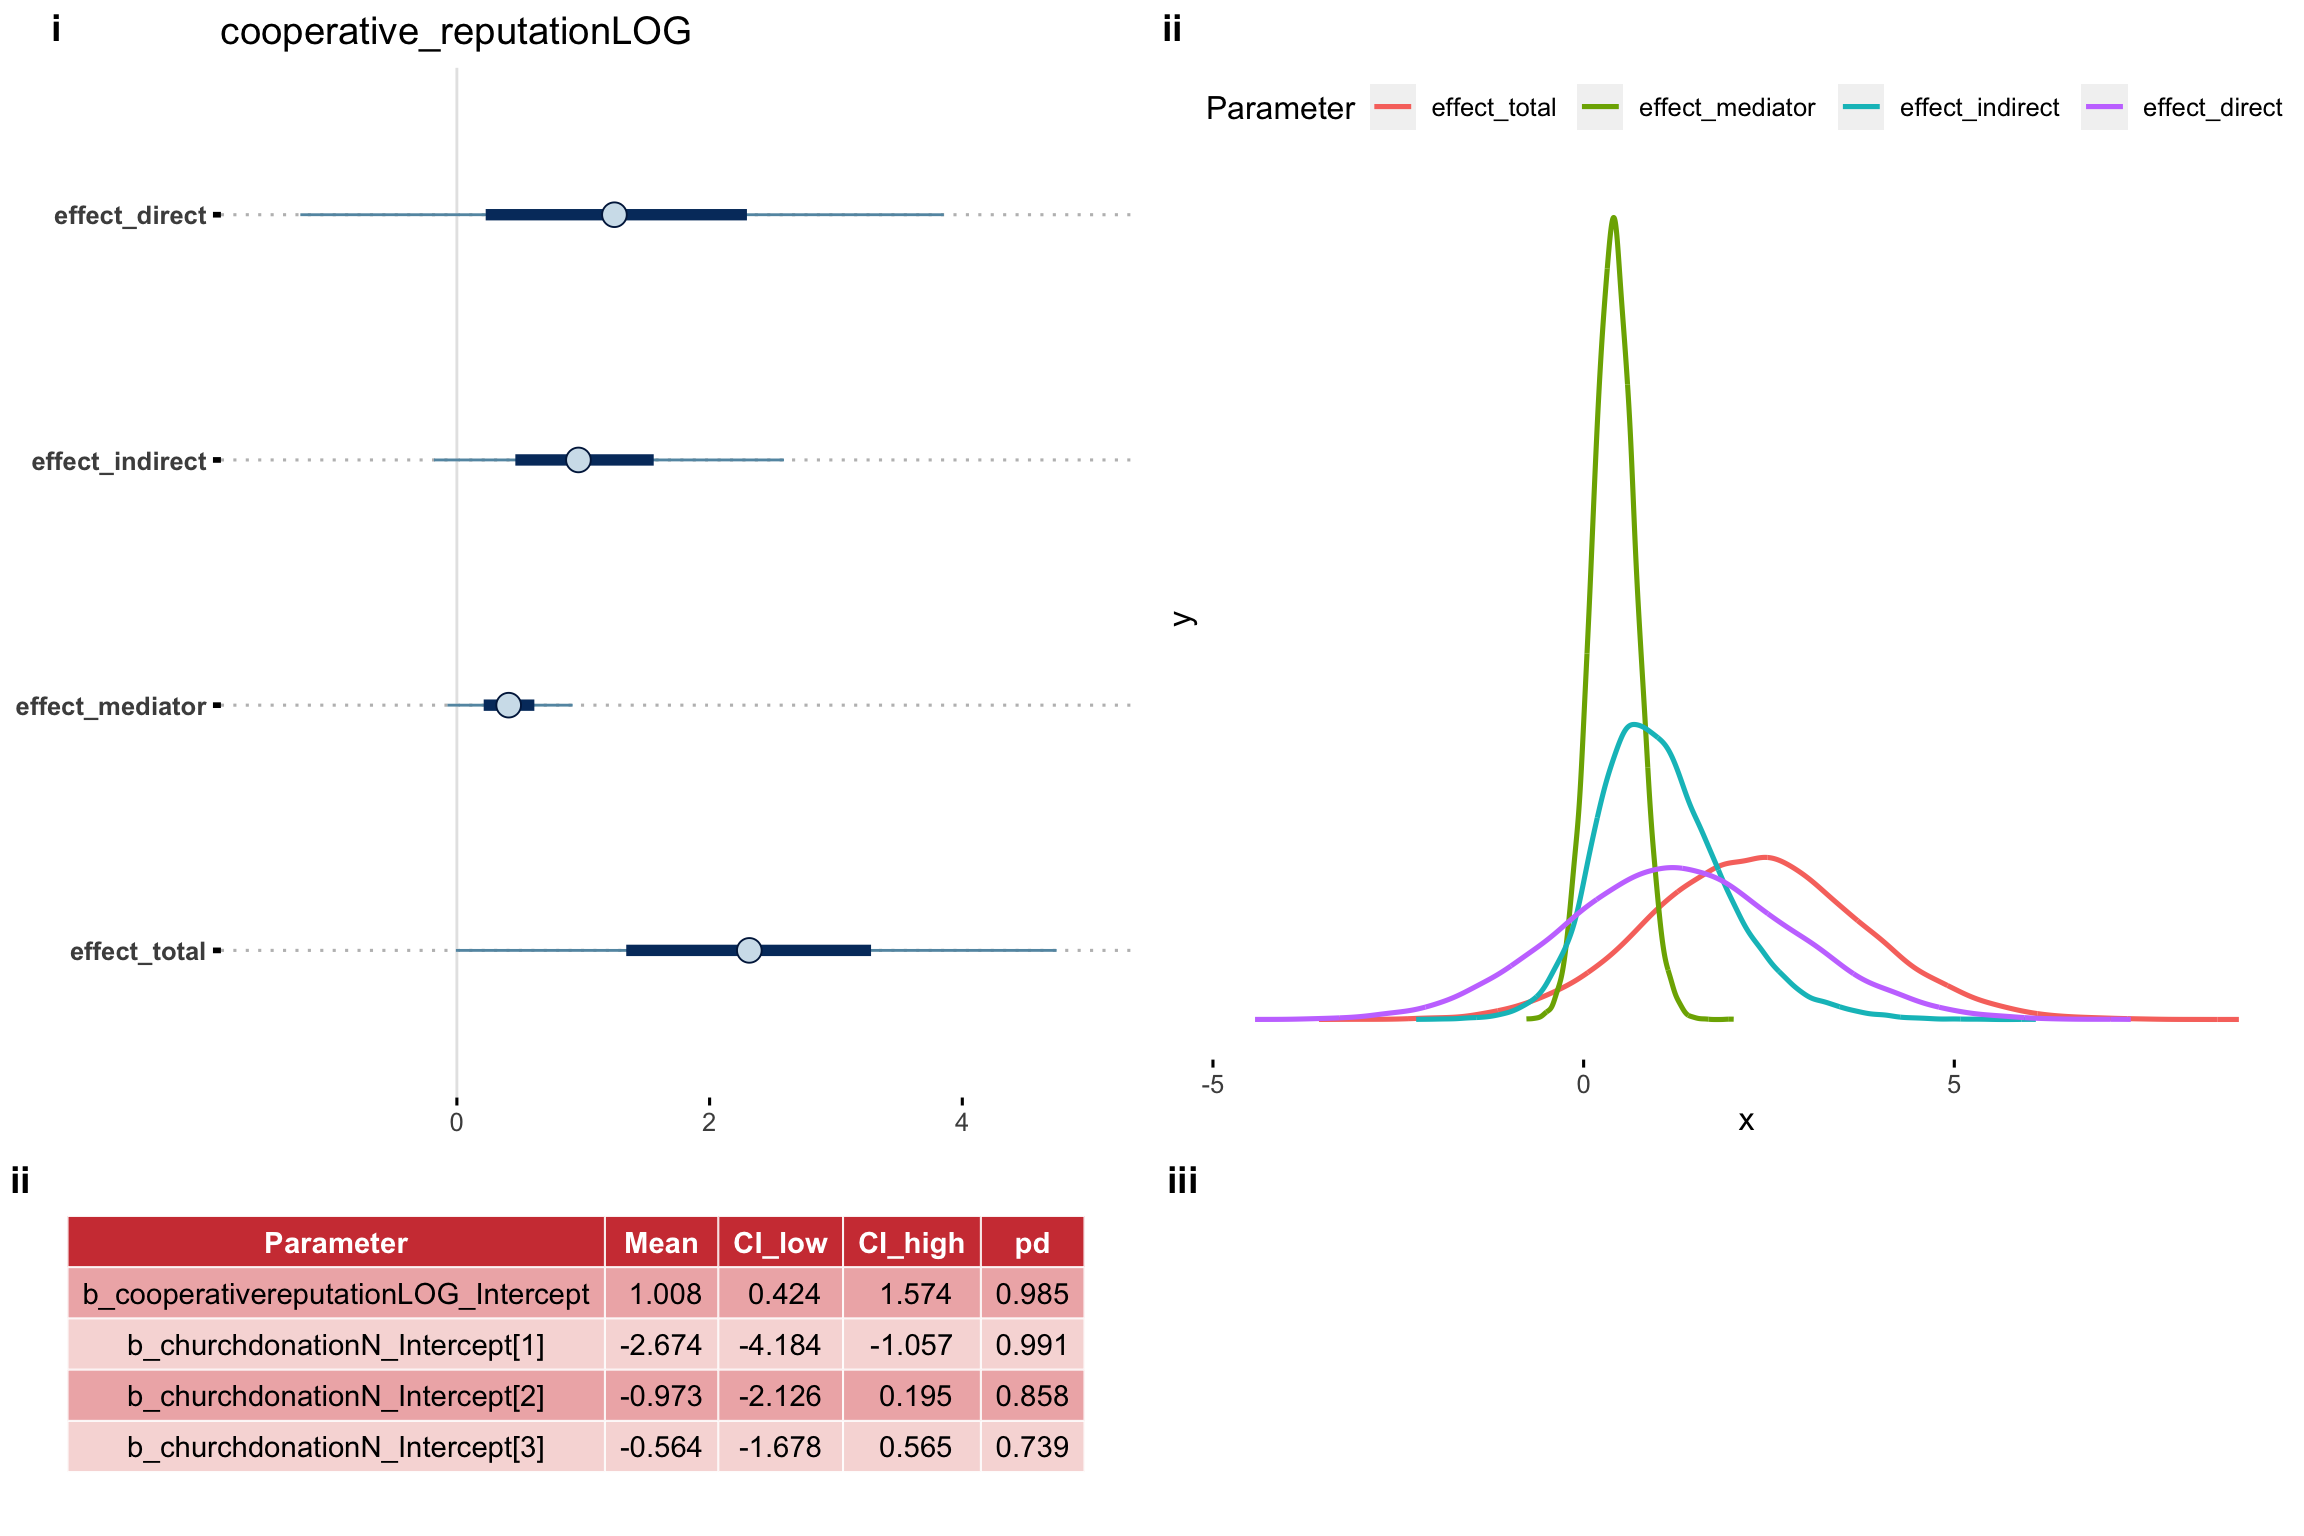 i
cooperative_reputationLOG
effect_direct
effect_indirect
effect_mediator
effect_total
0 2 4
ii
Parameter effect_total effect_mediator effect_indirect effect_direct
y
-5 0 5
x
ii
Parameter Mean CI_low CI_high pd
b_cooperativereputationLOG_Intercept 1.008 0.424 1.574 0.985
b_churchdonationN_Intercept[1] -2.674 -4.184 -1.057 0.991
b_churchdonationN_Intercept[2] -0.973 -2.126 0.195 0.858
b_churchdonationN_Intercept[3] -0.564 -1.678 0.565 0.739
iii